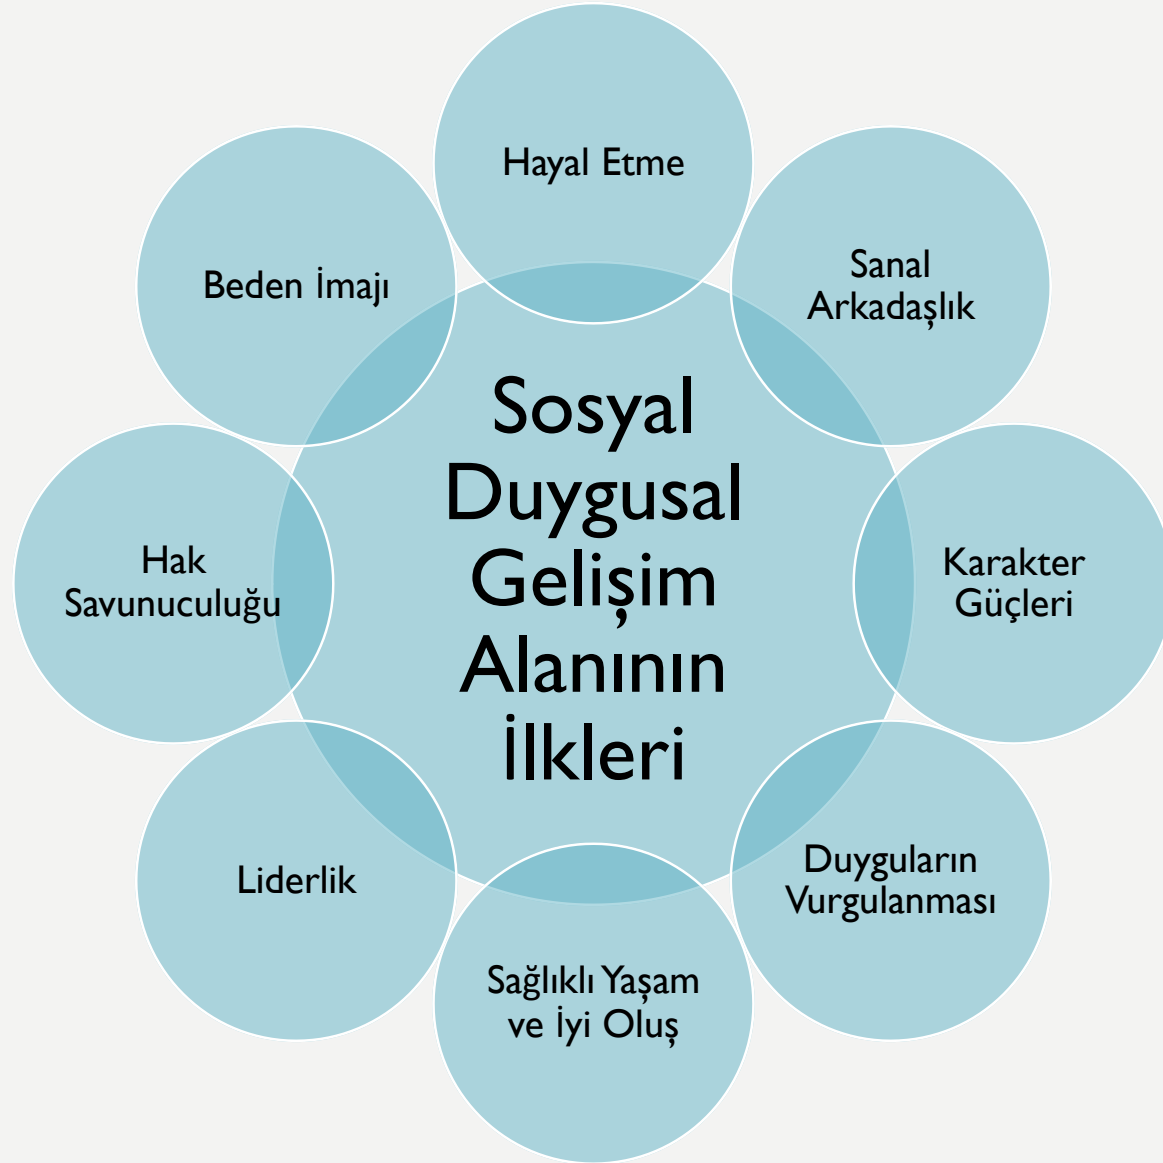 Hayal Etme
Sanal
Arkadaşlık
Karakter
Güçleri
Duyguların
Vurgulanması
Sağlıklı Yaşam
ve İyi Oluş
Liderlik
Hak
Savunuculuğu
Beden İmajı
Sosyal
Duygusal
Gelişim
Alanının
İlkleri